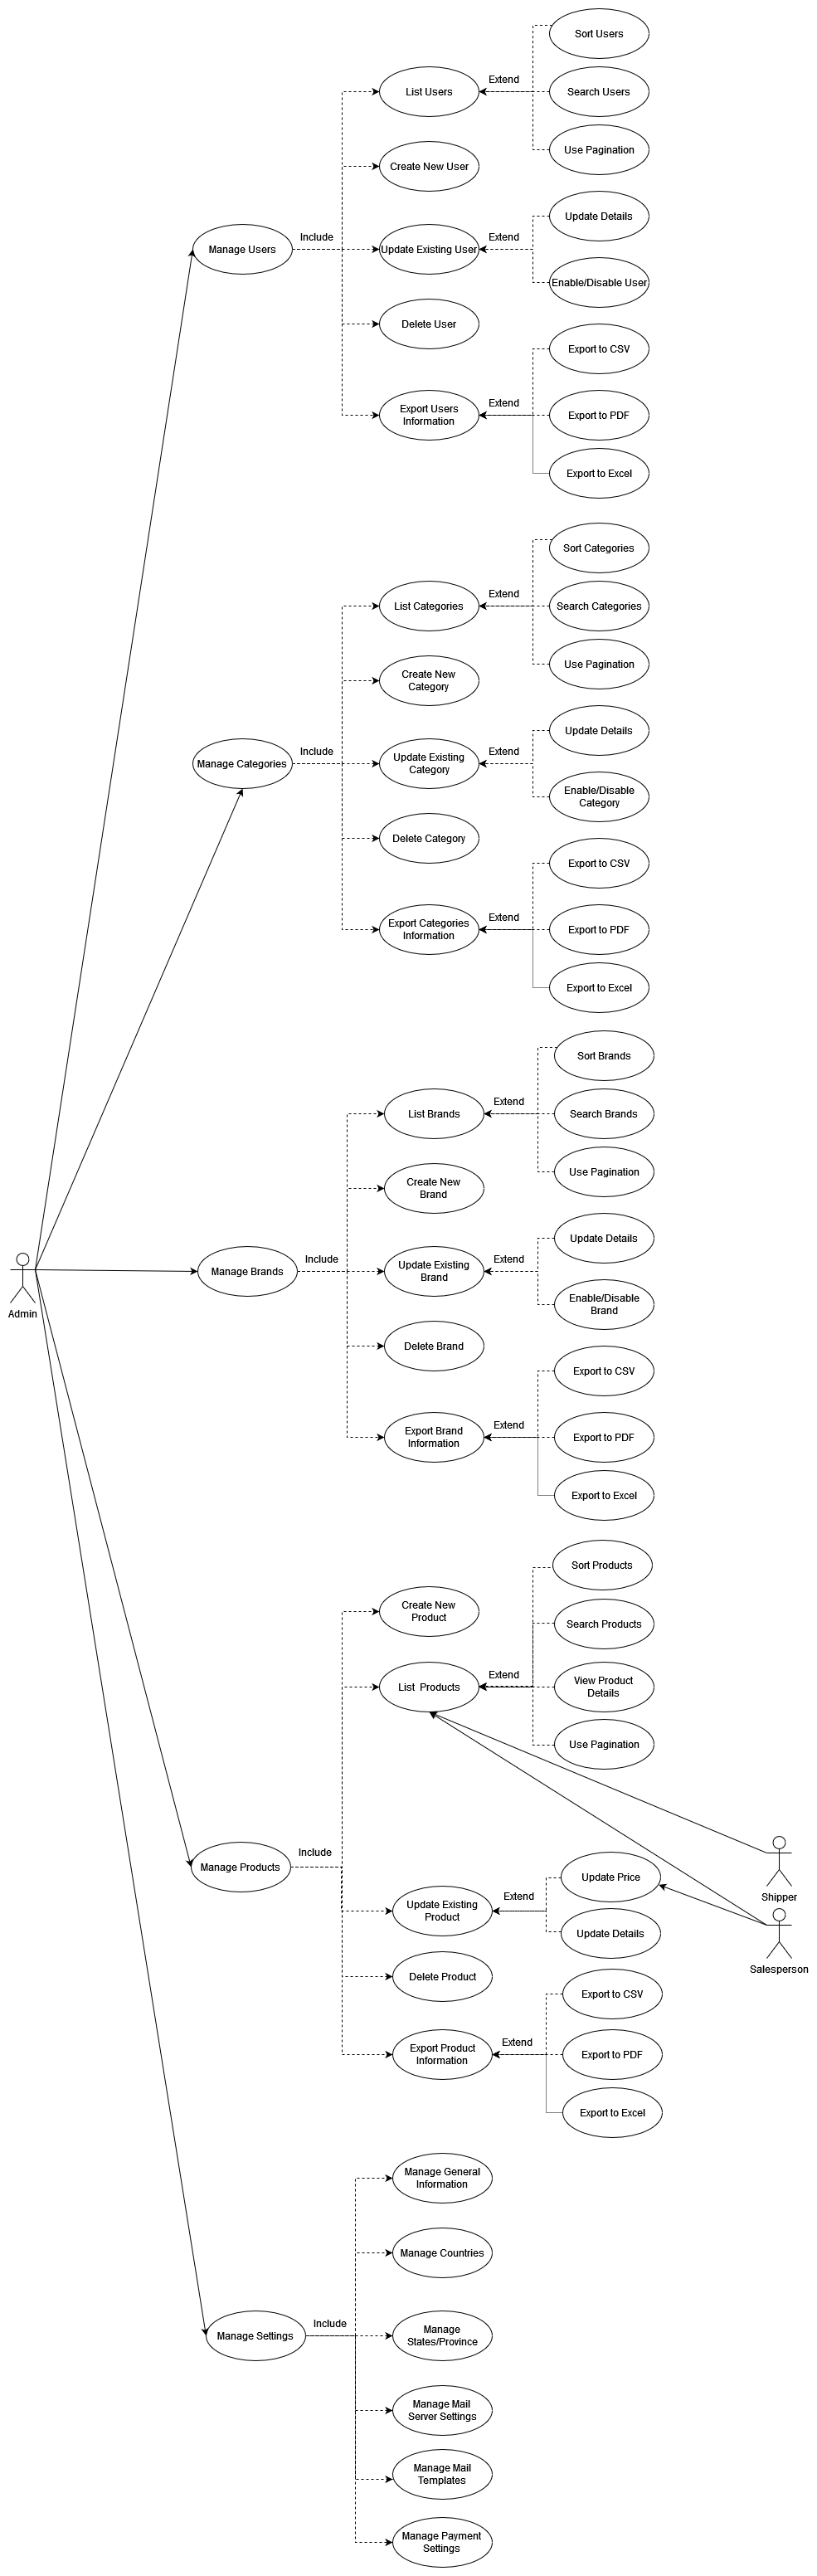 Sort Users
Extend
List Users
Search Users
Use Pagination
Create New User
Update Details
Include
Extend
Manage Users
Update Existing User
Enable/Disable User
Delete User
Export to CSV
Extend
Export Users
Information
Export to PDF
Export to Excel
Sort Categories
Extend
List Categories
Search Categories
Use Pagination
Create New
Category
Update Details
Include
Extend
Manage Categories
Update Existing
Category
Enable/Disable
Category
Delete Category
Export to CSV
Extend
Export Categories
Information
Export to PDF
Export to Excel
Sort Brands
Extend
List Brands
Search Brands
Use Pagination
Create New
Brand
Update Details
Include
Extend
Admin
Manage Brands
Update Existing
Brand
Enable/Disable
Brand
Delete Brand
Export to CSV
Extend
Export Brand
Information
Export to PDF
Export to Excel
Sort Products
Create New
Product
Search Products
Extend
List Products
View Product
Details
Use Pagination
Include
Manage Products
Update Price
Shipper
Extend
Update Existing
Product
Update Details
Salesperson
Delete Product
Export to CSV
Extend
Export Product
Information
Export to PDF
Export to Excel
Manage General
Information
Manage Countries
Include
Manage Settings
Manage
States/Province
Manage Mail
Server Settings
Manage Mail
Templates
Manage Payment
Settings